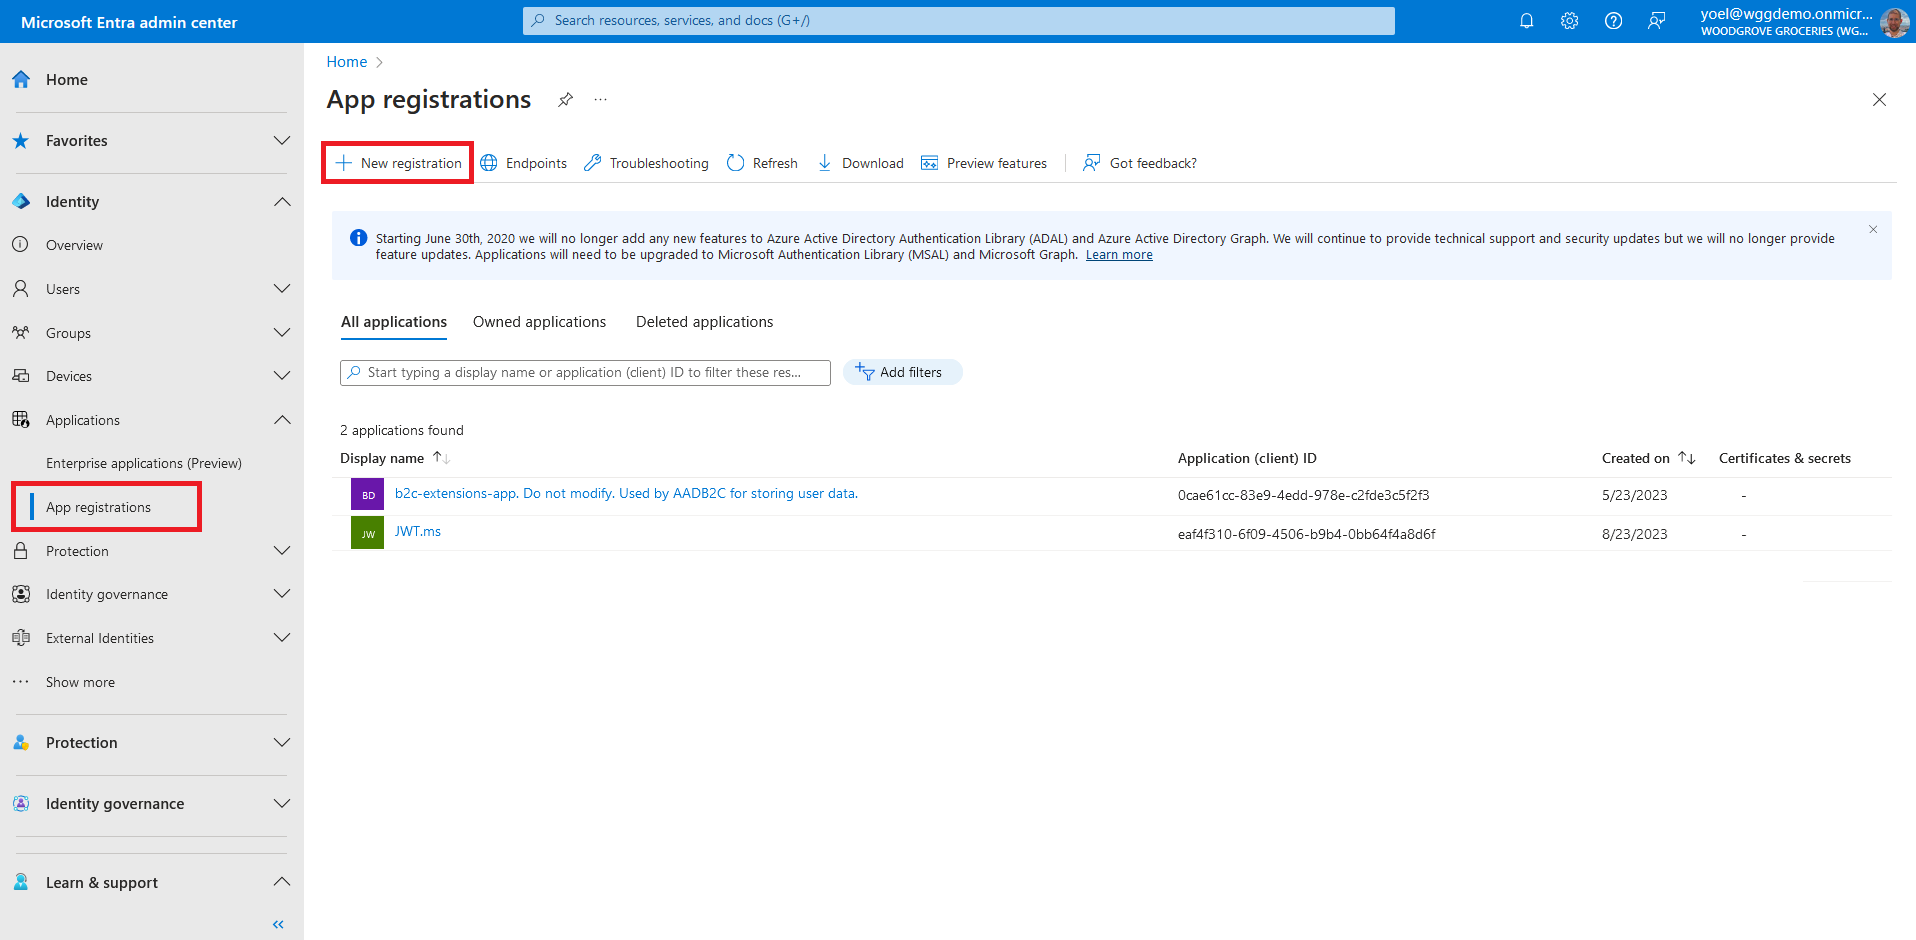 Microsoft Entra admin center
Search resources, services, and docs (G+/)
yoel@wggdemo.onmicr...
WOODGROVE GROCERIES (WG...
Home
Favorites
Identity
Overview
Users
Groups
Devices
Applications
Enterprise applications (Preview)
App registrations
Protection
Identity governance
External Identities
Show more
Protection
Identity governance
Learn & support
Home
App registrations
New registration
Endpoints
Troubleshooting
Refresh
Download
Preview features
Got feedback?
Starting June 30th, 2020 we will no longer add any new features to Azure Active Directory Authentication Library (ADAL) and Azure Active Directory Graph. We will continue to provide technical support and security updates but we will no longer provide
feature updates. Applications will need to be upgraded to Microsoft Authentication Library (MSAL) and Microsoft Graph. Learn more
All applications
Owned applications
Deleted applications
Start typing a display name or application (client) ID to filter these res...
Add filters
2 applications found
Display name
Application (client) ID
Created on
Certificates & secrets
BD
b2c-extensions-app. Do not modify. Used by AADB2C for storing user data.
0cae61cc-83e9-4edd-978e-c2fde3c5f2f3
5/23/2023
-
JW
JWT.ms
eaf4f310-6f09-4506-b9b4-0bb64f4a8d6f
8/23/2023
-